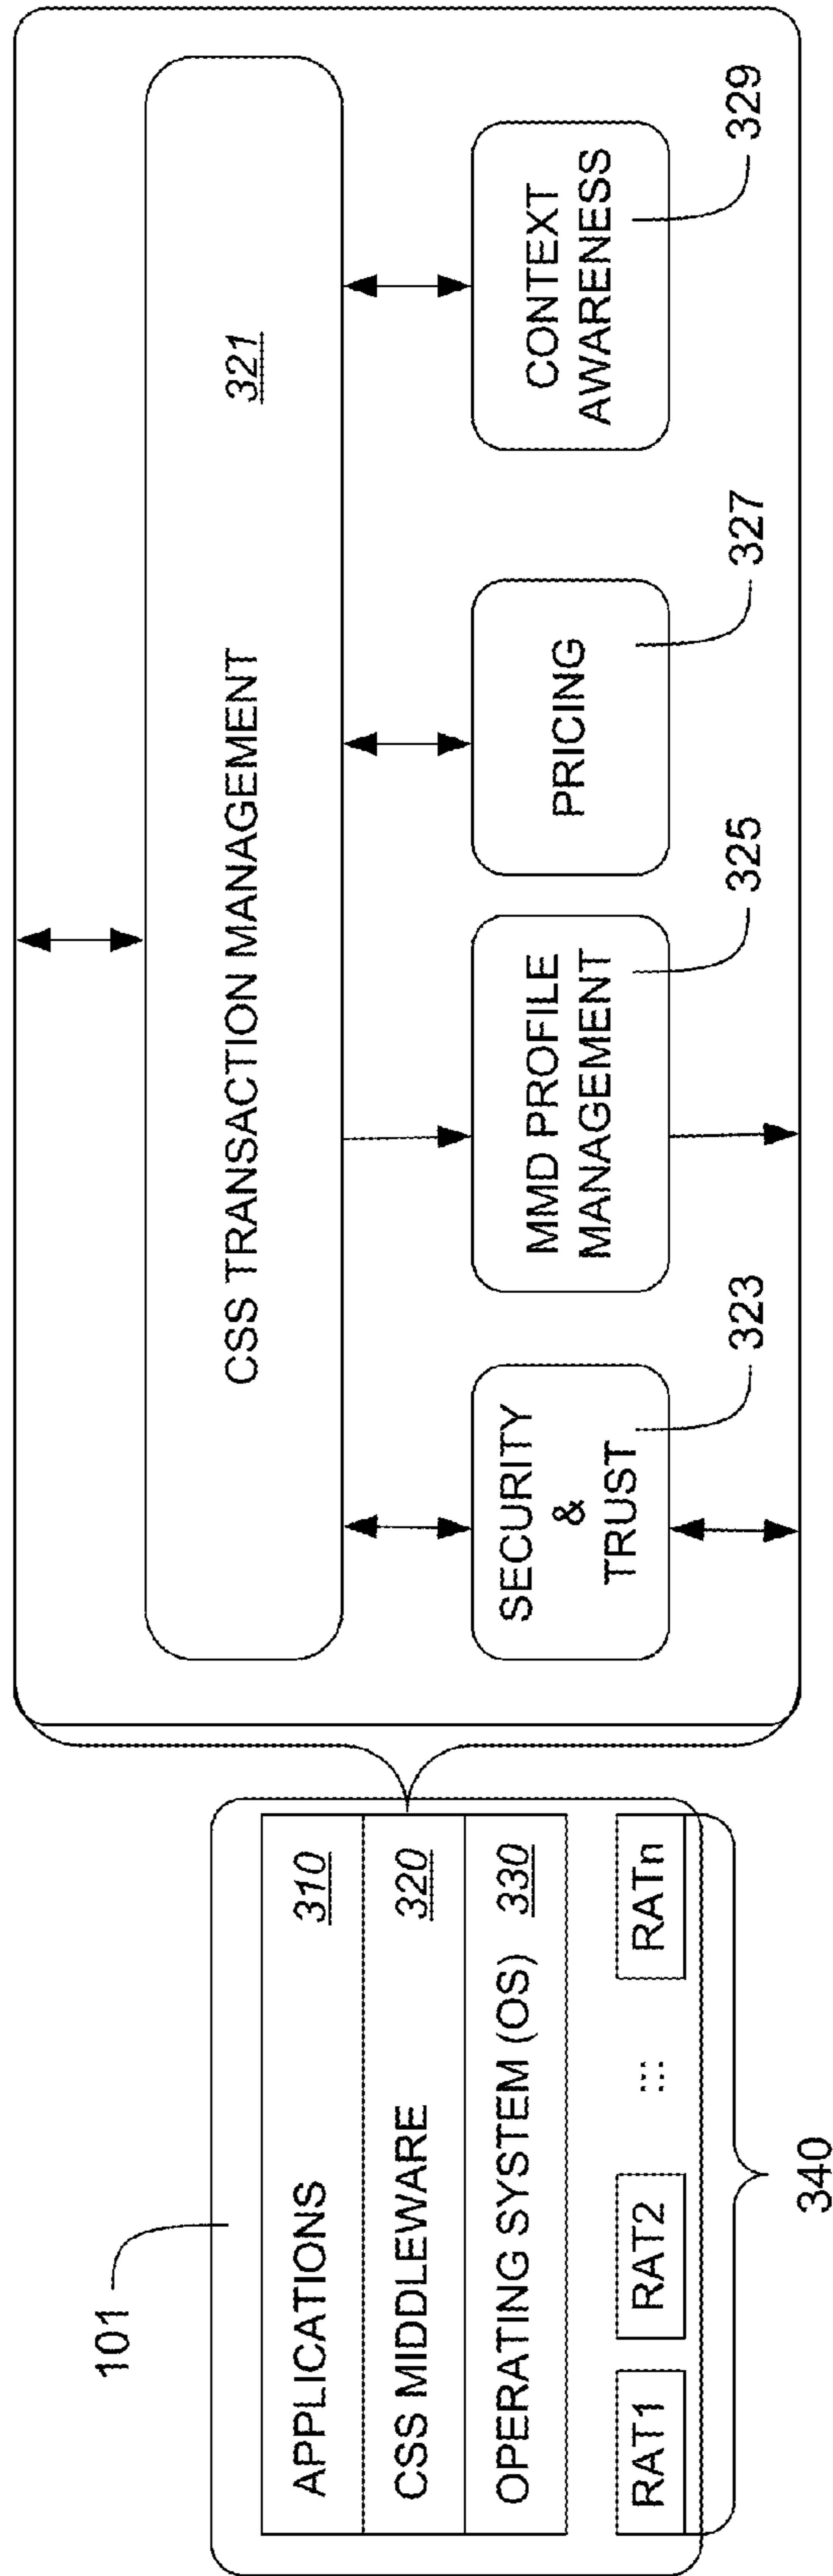 101
APPLICATIONS 310
CSS MIDDLEWARE 320
OPERATING SYSTEM (OS) 330
RAT1 RAT2 ... RATn
340
CSS TRANSACTION MANAGEMENT 321
SECURITY
&
TRUST
323
MMD PROFILE
MANAGEMENT
325
PRICING
327
CONTEXT
AWARENESS
329